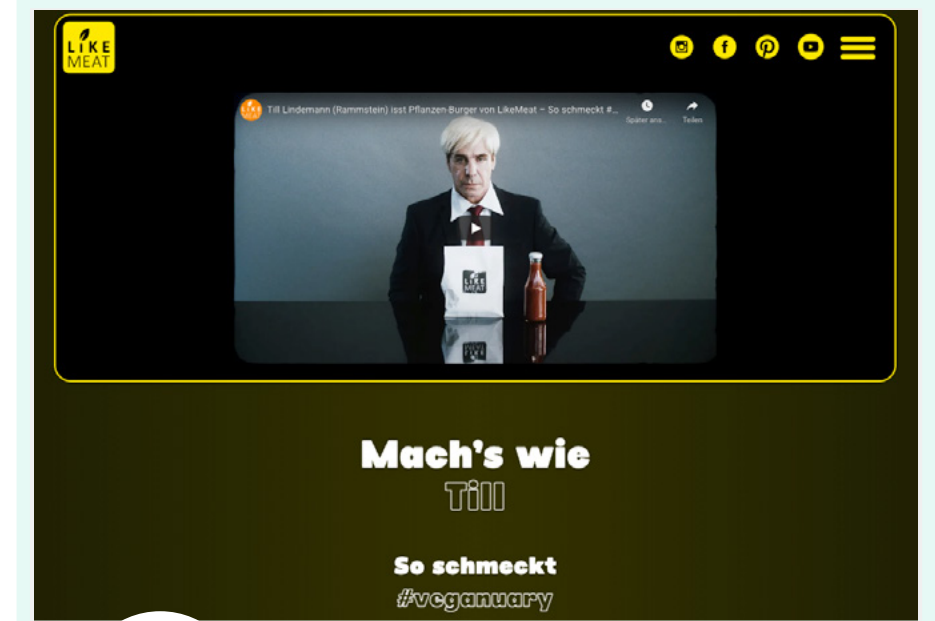 LIKE
MEAT
Till Lindemann (Rammstein) isst Pflanzen-Burger von LikeMeat – So schmeckt #...
Später ans...
Teilen
LIKE
MEAT
Mach's wie
Till
So schmeckt
#veganuary